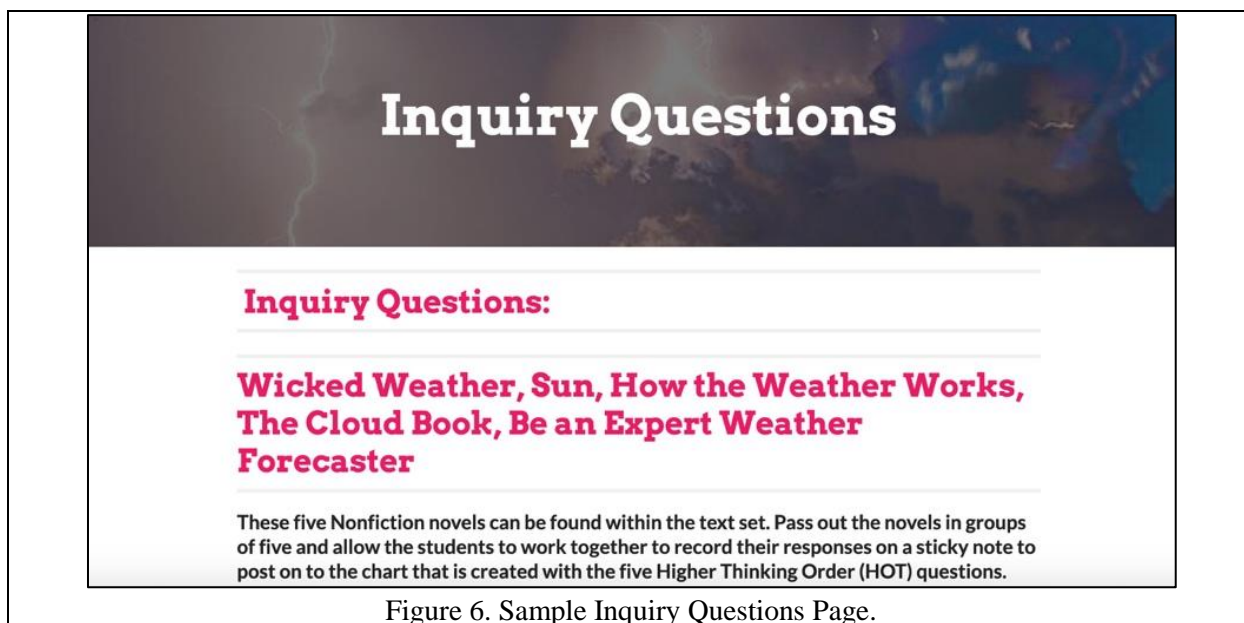 Inquiry Questions
Inquiry Questions:
Wicked Weather, Sun, How the Weather Works,
The Cloud Book, Be an Expert Weather
Forecaster
These five Nonfiction novels can be found within the text set. Pass out the novels in groups
of five and allow the students to work together to record their responses on a sticky note to
post on to the chart that is created with the five Higher Thinking Order (HOT) questions.
Figure 6. Sample Inquiry Questions Page.